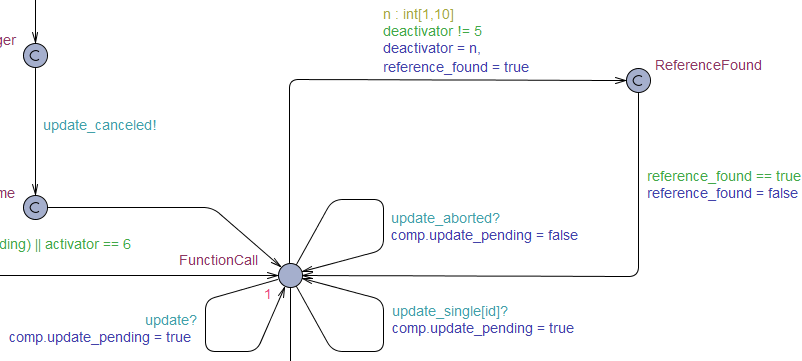 n : int[1,10]
deactivator != 5
deactivator = n,
reference_found = true
ger
C
C
ReferenceFound
update_canceled!
reference_found == true
reference_found = false
me
C
update_aborted?
comp.update_pending = false
ding) || activator == 6
FunctionCall
1
update?
comp.update_pending = true
update_single[id]?
comp.update_pending = true